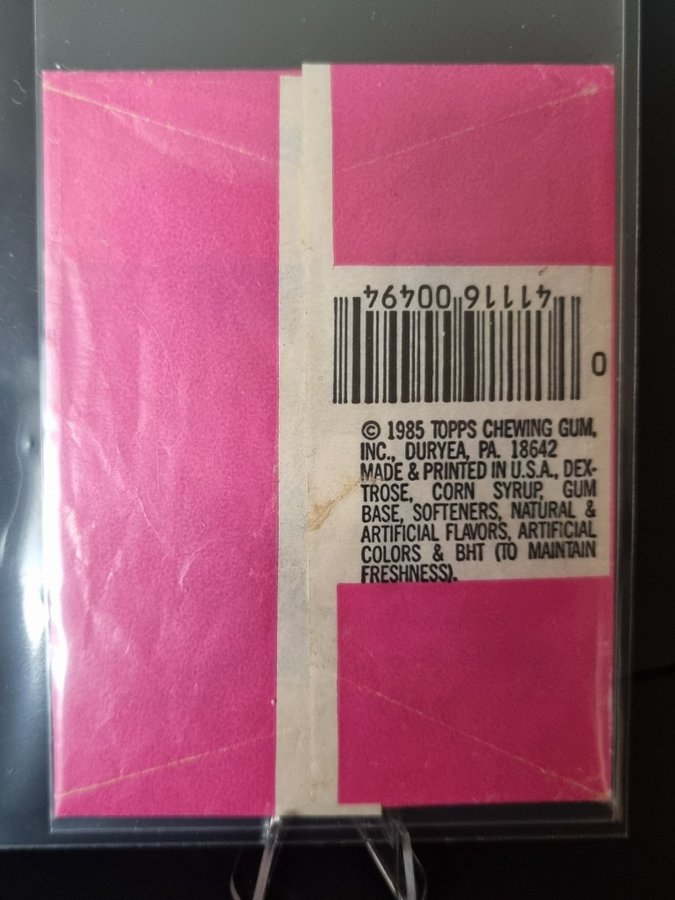 0 41116 00494
© 1985 TOPPS CHEWING GUM,
INC., DURYEA, PA. 18642
MADE & PRINTED IN U.S.A., DEX-
TROSE, CORN SYRUP, GUM
BASE, SOFTENERS, NATURAL &
ARTIFICIAL FLAVORS, ARTIFICIAL
COLORS & BHT (TO MAINTAIN
FRESHNESS).